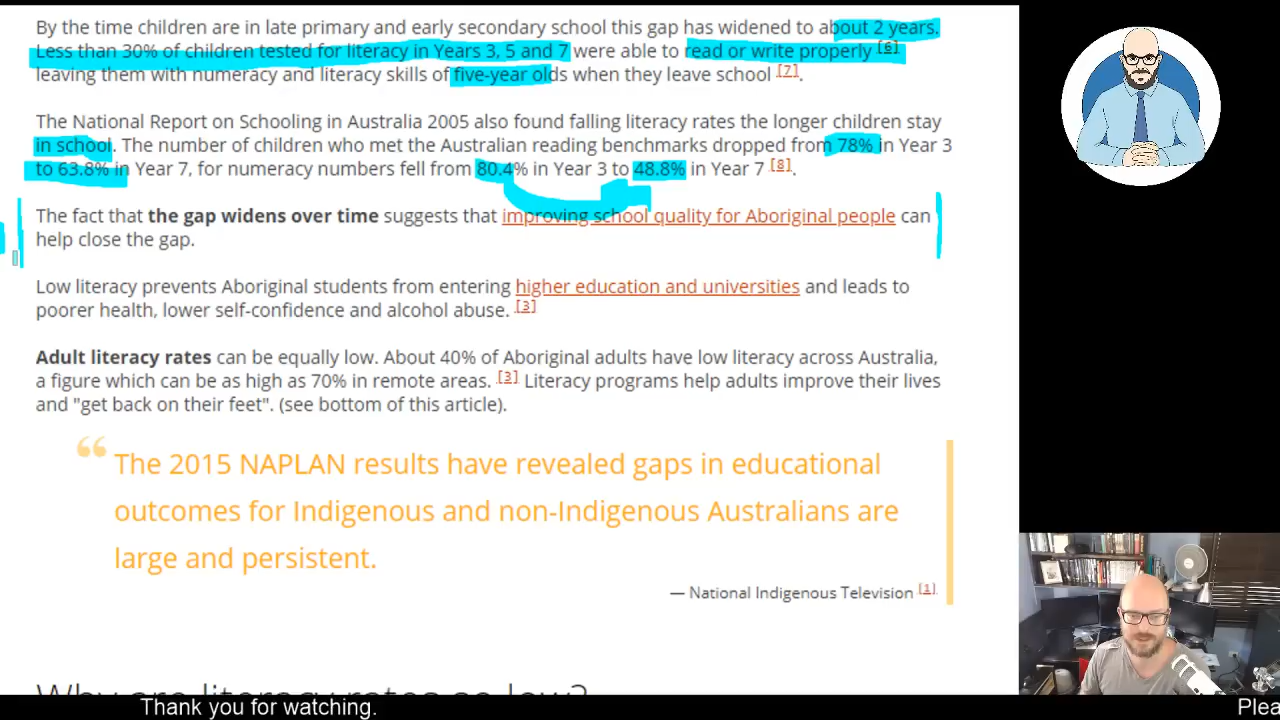 By the time children are in late primary and early secondary school this gap has widened to about 2 years.
Less than 30% of children tested for literacy in Years 3, 5 and 7 were able to read or write properly [6]
leaving them with numeracy and literacy skills of five-year olds when they leave school [7].
The National Report on Schooling in Australia 2005 also found falling literacy rates the longer children stay
in school. The number of children who met the Australian reading benchmarks dropped from 78% in Year 3
to 63.8% in Year 7, for numeracy numbers fell from 80.4% in Year 3 to 48.8% in Year 7 [8].
The fact that the gap widens over time suggests that improving school quality for Aboriginal people can
help close the gap.
Low literacy prevents Aboriginal students from entering higher education and universities and leads to
poorer health, lower self-confidence and alcohol abuse. [3]
Adult literacy rates can be equally low. About 40% of Aboriginal adults have low literacy across Australia,
a figure which can be as high as 70% in remote areas. [3] Literacy programs help adults improve their lives
and "get back on their feet". (see bottom of this article).
“ The 2015 NAPLAN results have revealed gaps in educational
outcomes for Indigenous and non-Indigenous Australians are
large and persistent.
— National Indigenous Television [1]
Why are literacy rates so low?
Thank you for watching. Plea